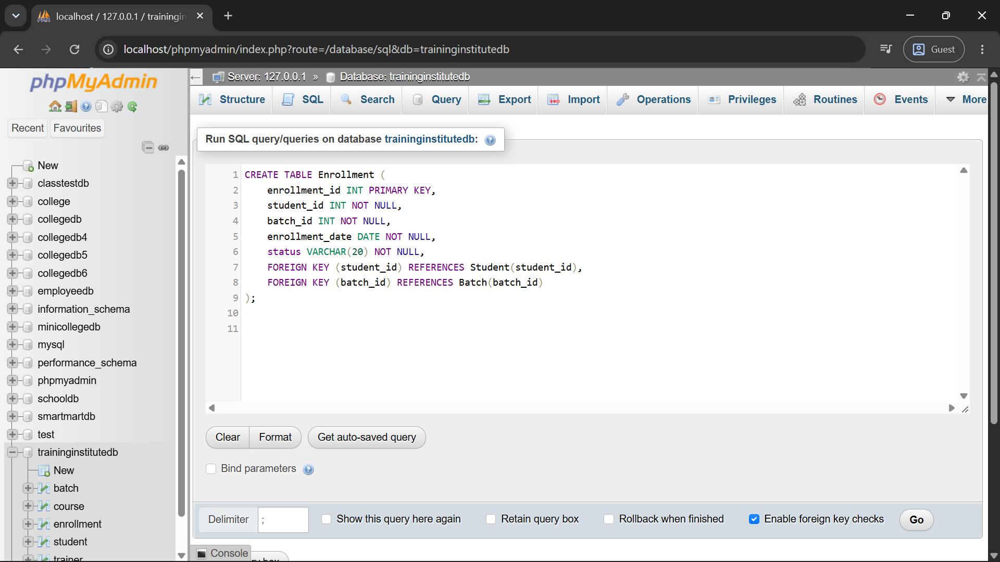 localhost / 127.0.0.1 / trainingin
localhost/phpmyadmin/index.php?route=/database/sql&db=traininginstitutedb
Guest
phpMyAdmin
Recent
Favourites
New
classtestdb
college
collegedb
collegedb4
collegedb5
collegedb6
employeedb
information_schema
minicollegedb
mysql
performance_schema
phpmyadmin
schooldb
smartmartdb
test
traininginstitutedb
New
batch
course
enrollment
student
trainer
Server: 127.0.0.1 » Database: traininginstitutedb
Structure
SQL
Search
Query
Export
Import
Operations
Privileges
Routines
Events
More
Run SQL query/queries on database traininginstitutedb:
1 CREATE TABLE Enrollment (
2 enrollment_id INT PRIMARY KEY,
3 student_id INT NOT NULL,
4 batch_id INT NOT NULL,
5 enrollment_date DATE NOT NULL,
6 status VARCHAR(20) NOT NULL,
7 FOREIGN KEY (student_id) REFERENCES Student(student_id),
8 FOREIGN KEY (batch_id) REFERENCES Batch(batch_id)
9 );
10
11
Clear
Format
Get auto-saved query
Bind parameters
Delimiter ;
Show this query here again
Retain query box
Rollback when finished
Enable foreign key checks
Go
Console